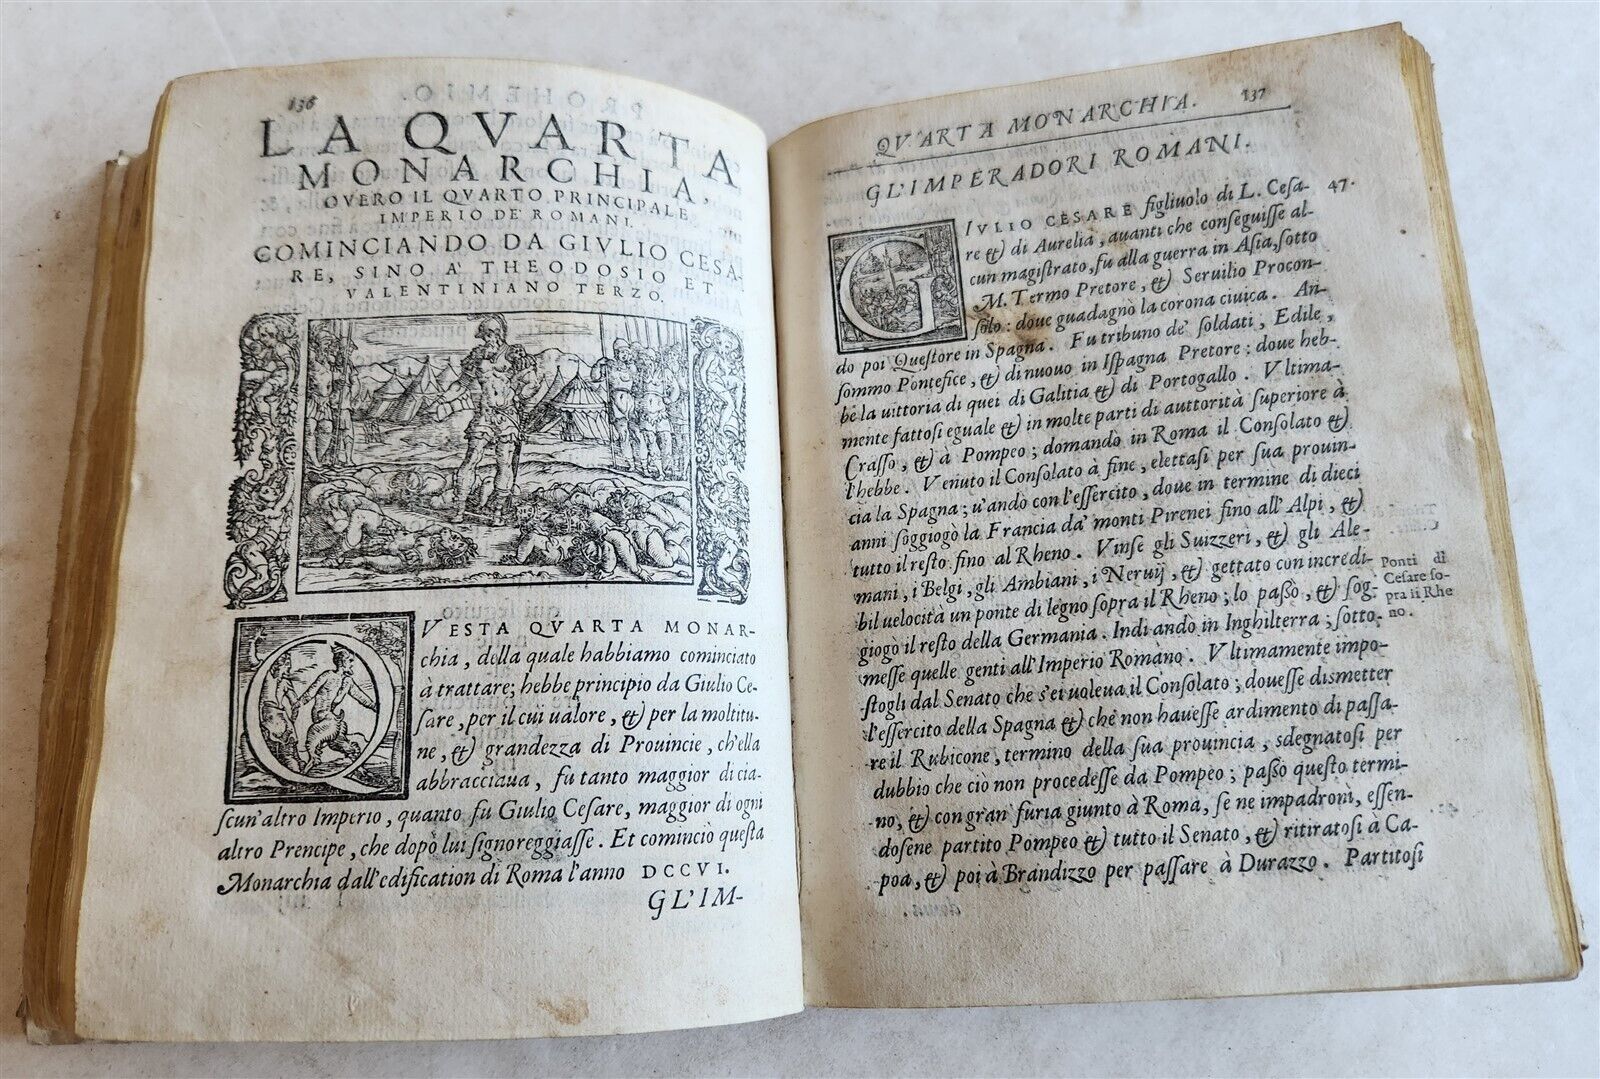 136
LA QVARTA
MONARCHIA,
OVERO IL QVARTO PRINCIPALE
IMPERIO DE' ROMANI.
COMINCIANDO DA GIVLIO CESA-
RE, SINO A' THEODOSIO ET
VALENTINIANO TERZO.
QVESTA QVARTA MONAR-
chia, della quale habbiamo cominciato
à trattare; hebbe principio da Giulio Ce-
sare, per il cui ualore, & per la moltitu-
ne, & grandezza di Prouincie, ch'ella
abbracciaua, fu tanto maggior di cia-
scun'altro Imperio, quanto fu Giulio Cesare, maggior di ogni
altro Prencipe, che dopò lui signoreggiasse. Et cominciò questa
Monarchia dall'edification di Roma l'anno DCCVI.
GL'IM-
QVARTA MONARCHIA. 137
GL'IMPERADORI ROMANI.
GIVLIO CESARE figliuolo di L. Cesa- 47.
re & di Aurelia, auanti che conseguisse al-
cun magistrato, fu alla guerra in Asia, sotto
M. Termo Pretore, & Seruilio Procon-
solo: doue guadagnò la corona ciuica. An-
do poi Questore in Spagna. Fu tribuno de' soldati, Edile,
sommo Pontefice, & di nuouo in Ispagna Pretore: doue heb-
be la uittoria di quei di Galitia & di Portogallo. Vltima-
mente fattosi eguale & in molte parti di auttorità superiore à
Crasso, & à Pompeo; domandò in Roma il Consolato &
l'hebbe. Venuto il Consolato à fine, elettasi per sua prouin-
cia la Spagna; u'andò con l'essercito, doue in termine di dieci
anni soggiogò la Francia da' monti Pirenei fino all'Alpi, &
tutto il resto fino al Rheno. Vinse gli Suizzeri, & gli Ale-
mani, i Belgi, gli Ambiani, i Neruij, & gettato con incredi-
bil uelocità un ponte di legno sopra il Rheno; lo passò, & sog-
giogò il resto della Germania. Indi andò in Inghilterra; sotto-
messe quelle genti all'Imperio Romano. Vltimamente impo-
stogli dal Senato che s'ei uoleua il Consolato; douesse dismetter
l'essercito della Spagna & che non hauesse ardimento di passa-
re il Rubicone, termino della sua prouincia, sdegnatosi per
dubbio che ciò non procedesse da Pompeo; passò questo termi-
no, & con gran furia giunto à Roma, se ne impadronì, essen-
dosene partito Pompeo & tutto il Senato, & ritiratosi à Ca-
poa, & poi à Brandizzo per passare à Durazzo. Partitosi
Ponti di
Cesare so-
pra il Rhe
no.